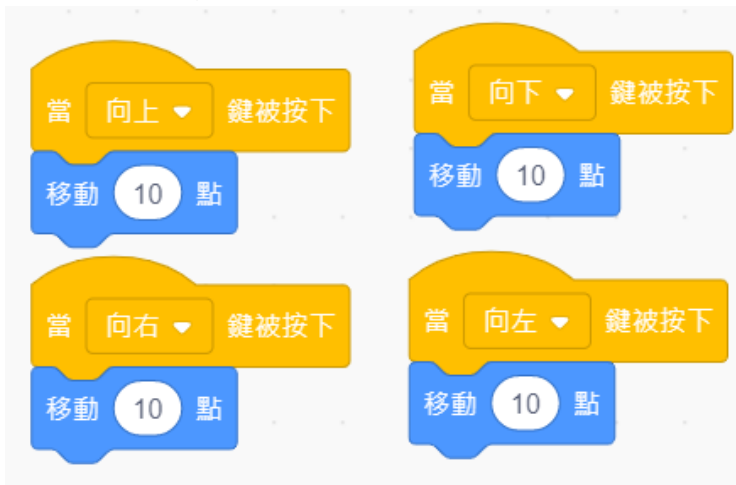 當 向上 鍵被按下
移動 10 點
當 向下 鍵被按下
移動 10 點
當 向右 鍵被按下
移動 10 點
當 向左 鍵被按下
移動 10 點